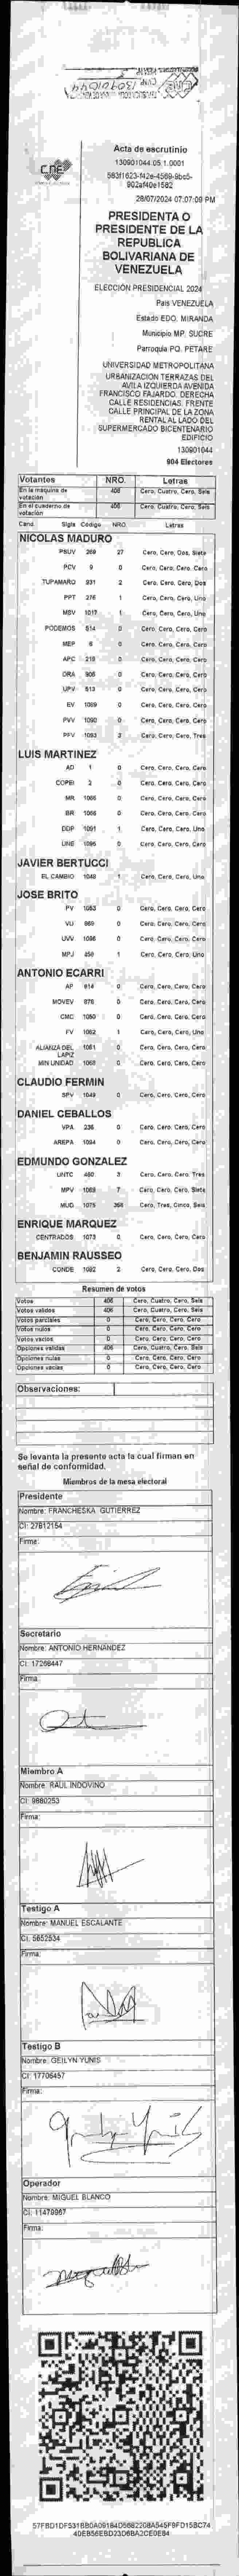 CNE
Acta de escrutinio
130901044.05.1.0001
28/07/2024 07:07:09 PM
PRESIDENTA O
PRESIDENTE DE LA
REPUBLICA
BOLIVARIANA DE
VENEZUELA
ELECCIÓN PRESIDENCIAL 2024
País VENEZUELA
Estado EDO. MIRANDA
Municipio MP. SUCRE
Parroquia PQ. PETARE
UNIVERSIDAD METROPOLITANA
URBANIZACIÓN TERRAZAS DEL
AVILA IZQUIERDA AVENIDA
FRANCISCO FAJARDO. DERECHA
CALLE RESIDENCIAS. FRENTE
CALLE PRINCIPAL DE LA ZONA
RENTAL AL LADO DEL
SUPERMERCADO BICENTENARIO
EDIFICIO
130901044
904 Electores
Votantes NRO. Letras
En la máquina de votación 406 Cero, Cuatro, Cero, Seis
En el cuaderno de votación 406 Cero, Cuatro, Cero, Seis
Cand. Sigla Código NRO. Letras
NICOLAS MADURO
PSUV 269 27 Cero, Cero, Dos, Siete
PCV 9 0 Cero, Cero, Cero, Cero
TUPAMARO 931 2 Cero, Cero, Cero, Dos
PPT 276 1 Cero, Cero, Cero, Uno
MSV 1017 1 Cero, Cero, Cero, Uno
PODEMOS 514 0 Cero, Cero, Cero, Cero
MEP 6 0 Cero, Cero, Cero, Cero
APC 218 0 Cero, Cero, Cero, Cero
ORA 306 0 Cero, Cero, Cero, Cero
UPV 513 0 Cero, Cero, Cero, Cero
EV 1089 0 Cero, Cero, Cero, Cero
PVV 1090 0 Cero, Cero, Cero, Cero
PFV 1093 3 Cero, Cero, Cero, Tres
LUIS MARTINEZ
AD 1 0 Cero, Cero, Cero, Cero
COPEI 2 0 Cero, Cero, Cero, Cero
MR 1065 0 Cero, Cero, Cero, Cero
BR 1066 0 Cero, Cero, Cero, Cero
DDP 1091 1 Cero, Cero, Cero, Uno
UNE 1096 0 Cero, Cero, Cero, Cero
JAVIER BERTUCCI
EL CAMBIO 1048 1 Cero, Cero, Cero, Uno
JOSE BRITO
PV 1053 0 Cero, Cero, Cero, Cero
VU 869 0 Cero, Cero, Cero, Cero
UVV 1098 0 Cero, Cero, Cero, Cero
MPJ 450 1 Cero, Cero, Cero, Uno
ANTONIO ECARRI
AP 614 0 Cero, Cero, Cero, Cero
MOVEV 876 0 Cero, Cero, Cero, Cero
CMC 1050 0 Cero, Cero, Cero, Cero
FV 1052 1 Cero, Cero, Cero, Uno
ALIANZA DEL LAPIZ 1061 0 Cero, Cero, Cero, Cero
MIN UNIDAD 1068 0 Cero, Cero, Cero, Cero
CLAUDIO FERMIN
SPV 1049 0 Cero, Cero, Cero, Cero
DANIEL CEBALLOS
VPA 236 0 Cero, Cero, Cero, Cero
AREPA 1094 0 Cero, Cero, Cero, Cero
EDMUNDO GONZALEZ
UNTC 460 3 Cero, Cero, Cero, Tres
MPV 1069 7 Cero, Cero, Cero, Siete
MUD 1075 356 Cero, Tres, Cinco, Seis
ENRIQUE MARQUEZ
CENTRADOS 1073 0 Cero, Cero, Cero, Cero
BENJAMIN RAUSSEO
CONDE 1082 2 Cero, Cero, Cero, Dos
Resumen de votos
Votos 406 Cero, Cuatro, Cero, Seis
Votos válidos 406 Cero, Cuatro, Cero, Seis
Votos parciales 0 Cero, Cero, Cero, Cero
Votos nulos 0 Cero, Cero, Cero, Cero
Votos vacíos 0 Cero, Cero, Cero, Cero
Opciones válidas 406 Cero, Cuatro, Cero, Seis
Opciones nulas 0 Cero, Cero, Cero, Cero
Opciones vacías 0 Cero, Cero, Cero, Cero
Observaciones:
Se levanta la presente acta la cual firman en
señal de conformidad.
Miembros de la mesa electoral
Presidente
Nombre: FRANCHESKA GUTIERREZ
CI: 27812154
Firma:
Secretario
Nombre: ANTONIO HERNANDEZ
CI: 17268447
Firma:
Miembro A
Nombre: RAUL INDOVINO
CI: 9880253
Firma:
Testigo A
Nombre: MANUEL ESCALANTE
CI: 5652534
Firma:
Testigo B
Nombre: GEILYN YUNIS
CI: 17706457
Firma:
Geilyn Yunis
Operador
Nombre: MIGUEL BLANCO
CI: 11479967
Firma: